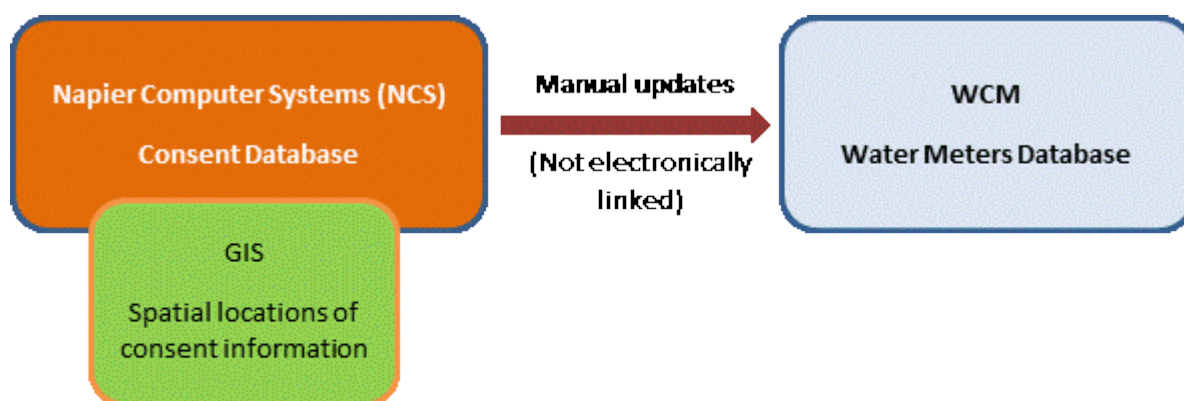 Napier Computer Systems (NCS)
Consent Database
GIS
Spatial locations of
consent information
Manual updates
(Not electronically
linked)
WCM
Water Meters Database